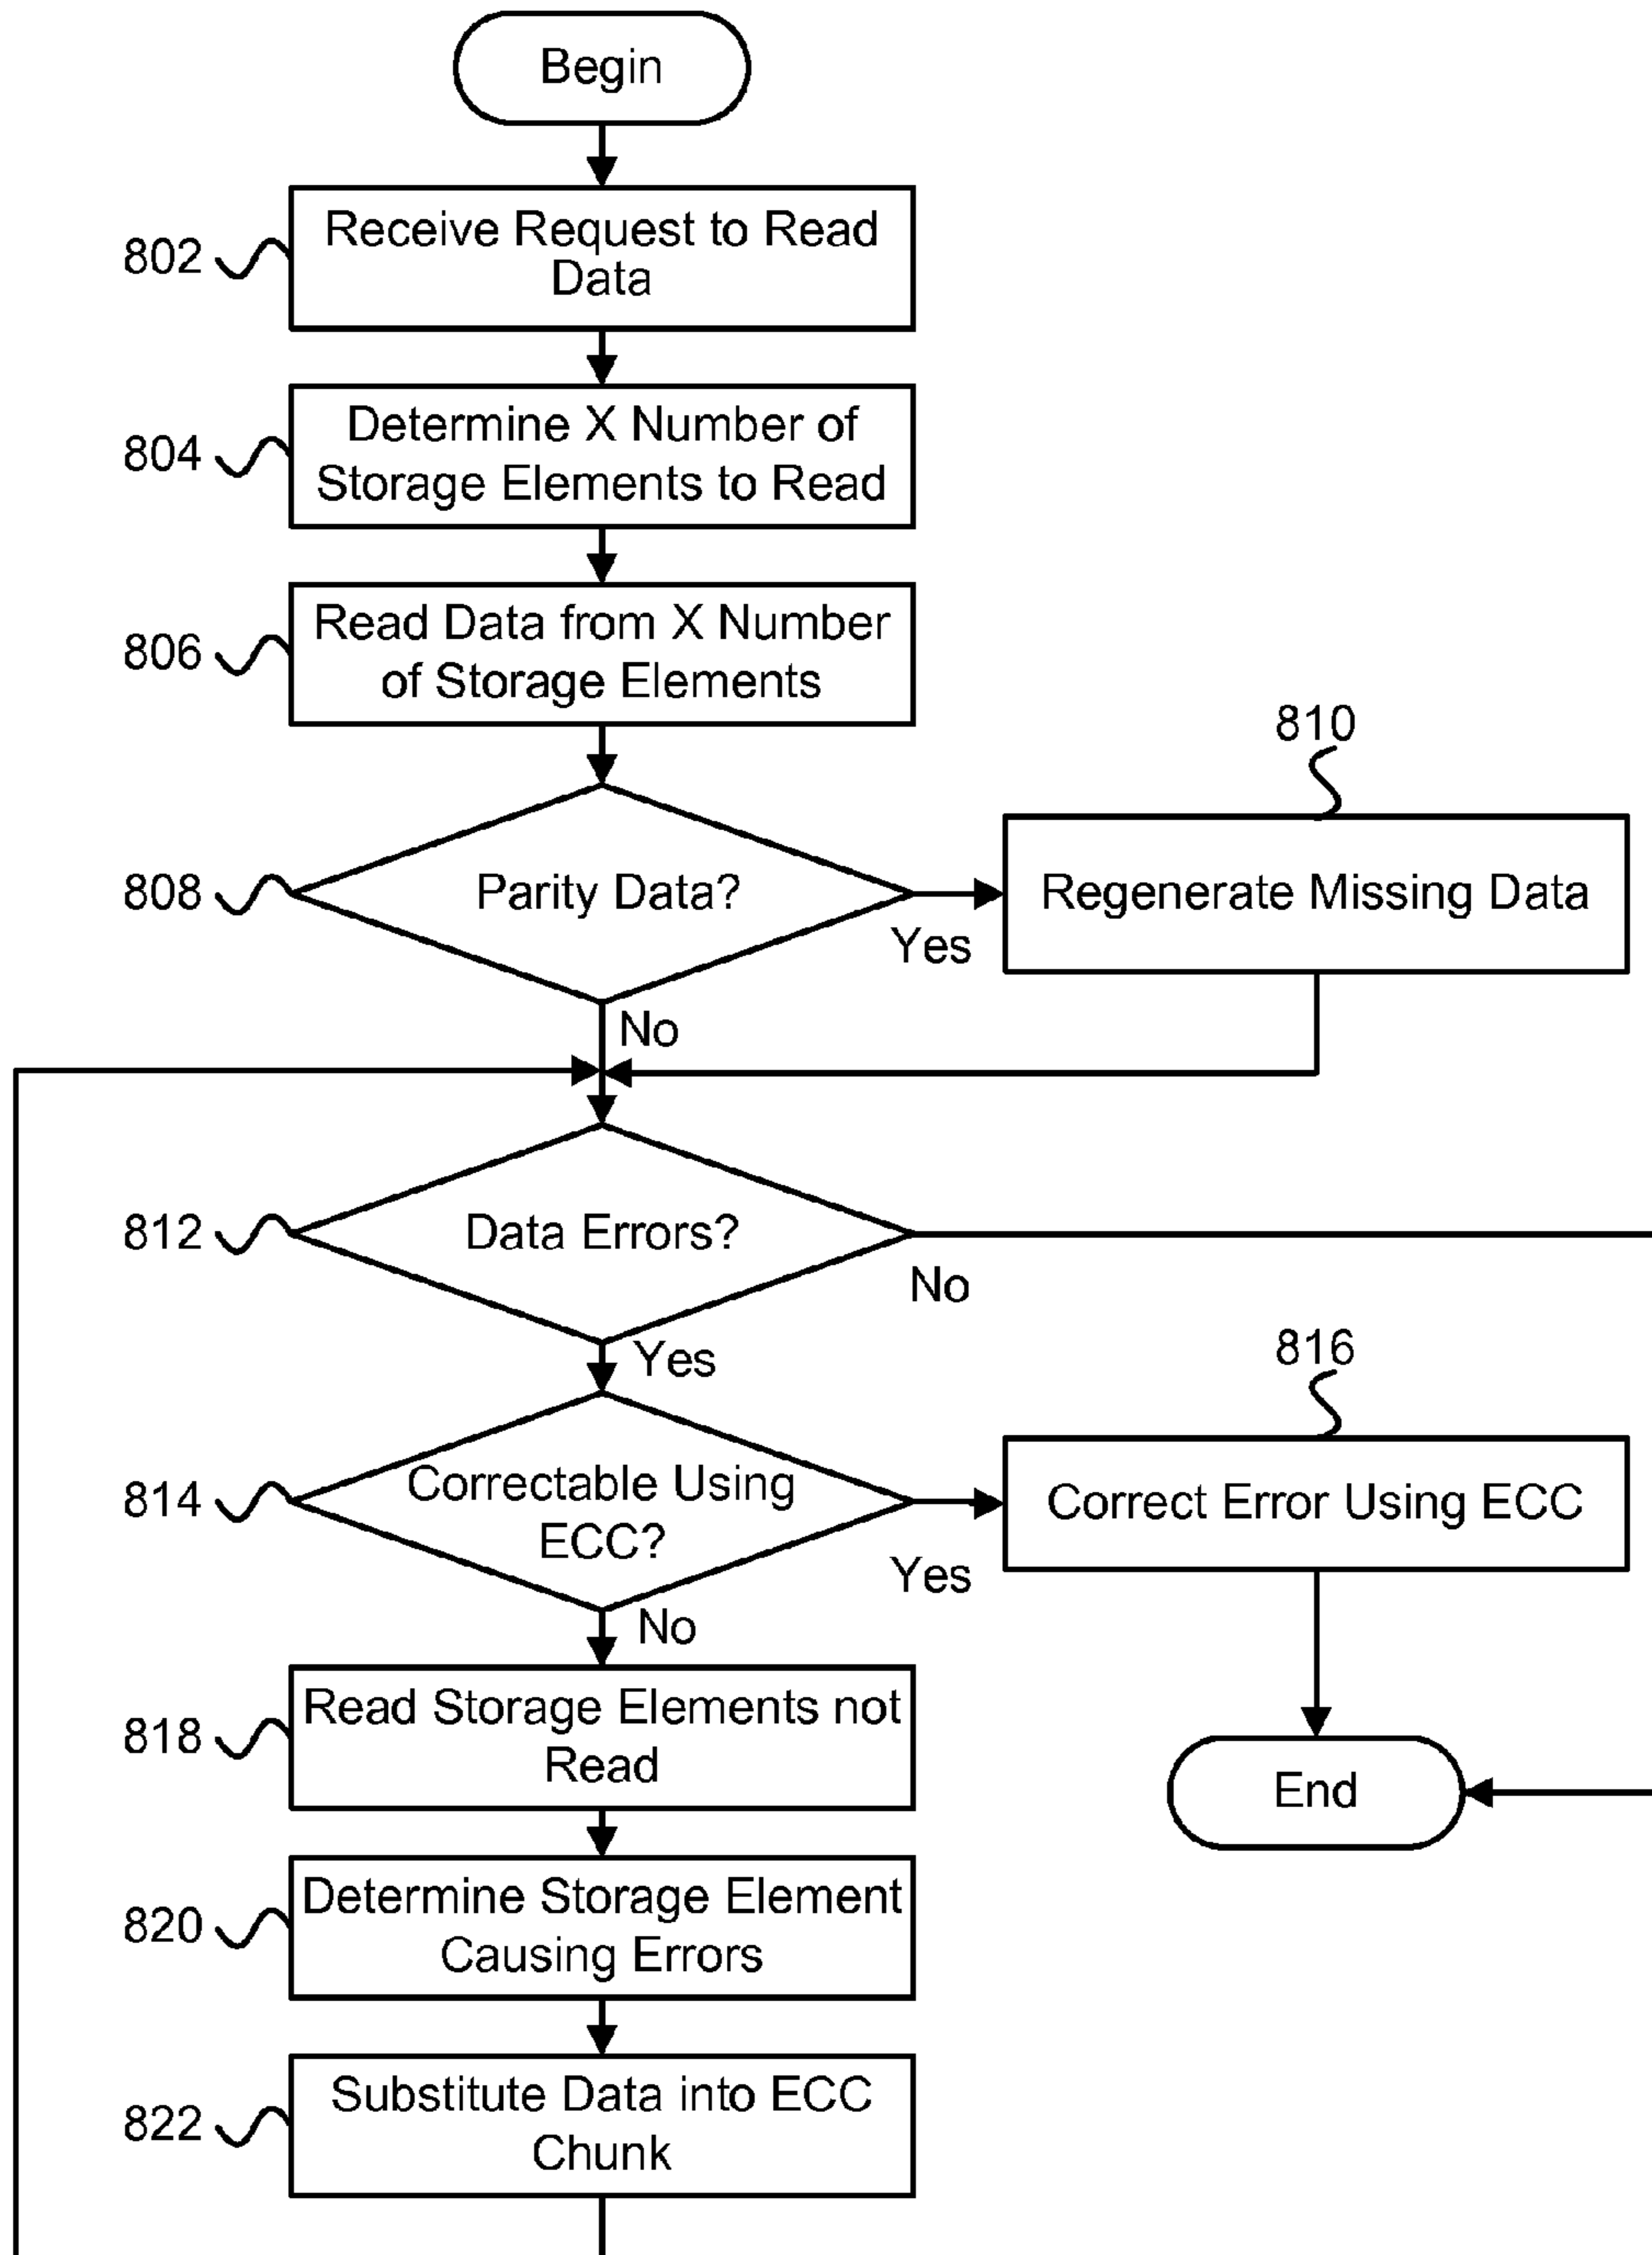 Begin
802
Receive Request to Read
Data
804
Determine X Number of
Storage Elements to Read
806
Read Data from X Number
of Storage Elements
808
Parity Data?
Yes
810
Regenerate Missing Data
No
812
Data Errors?
No
Yes
814
Correctable Using
ECC?
Yes
816
Correct Error Using ECC
No
818
Read Storage Elements not
Read
End
820
Determine Storage Element
Causing Errors
822
Substitute Data into ECC
Chunk